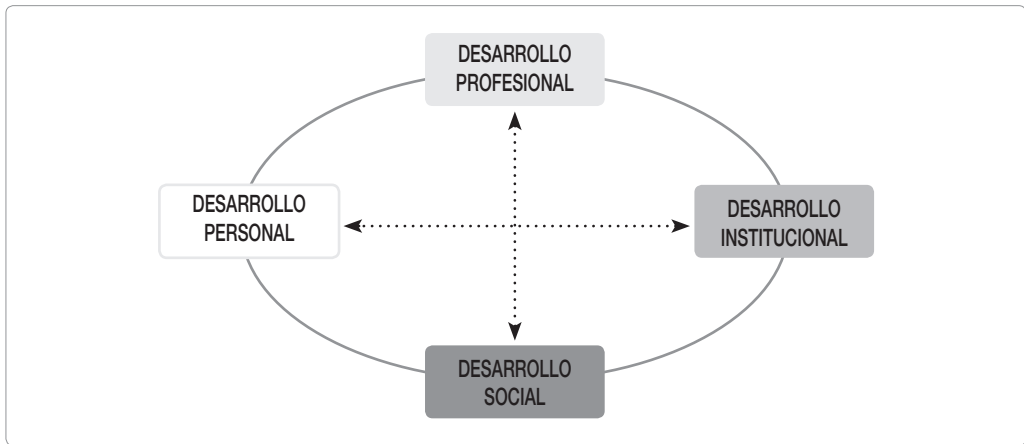 DESARROLLO
PROFESIONAL
DESARROLLO
PERSONAL
DESARROLLO
INSTITUCIONAL
DESARROLLO
SOCIAL